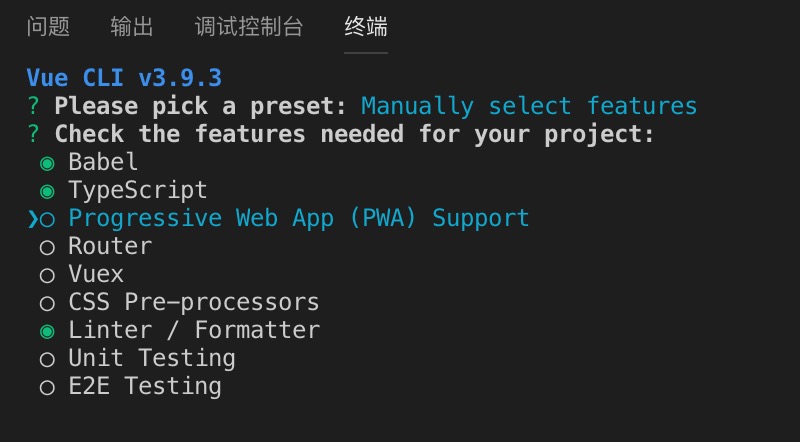 问题 输出 调试控制台 终端
Vue CLI v3.9.3
? Please pick a preset: Manually select features
? Check the features needed for your project:
◉ Babel
◉ TypeScript
❯◯ Progressive Web App (PWA) Support
◯ Router
◯ Vuex
◯ CSS Pre-processors
◉ Linter / Formatter
◯ Unit Testing
◯ E2E Testing